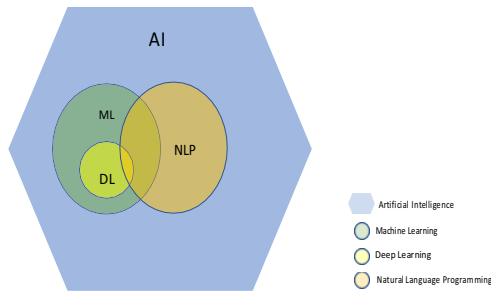 AI
ML
NLP
DL
Artificial Intelligence
Machine Learning
Deep Learning
Natural Language Programming